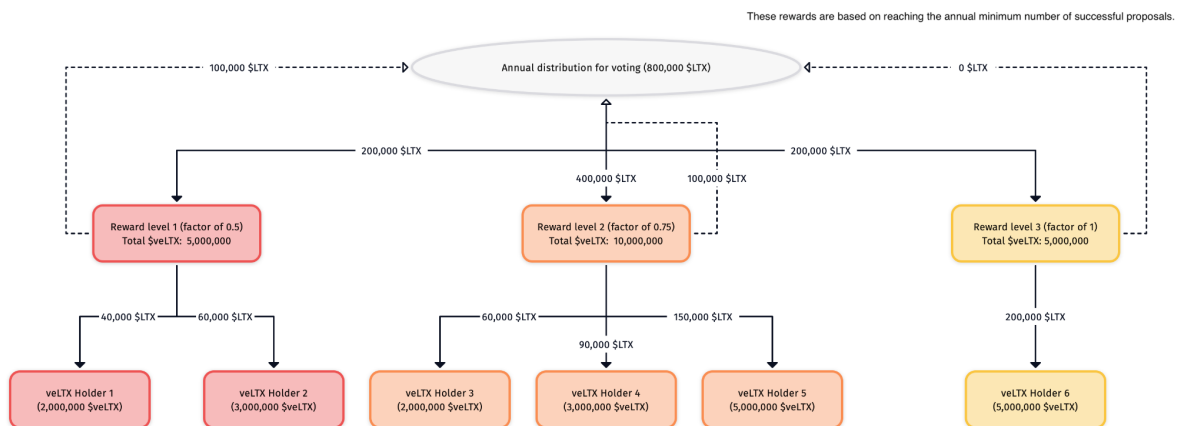 These rewards are based on reaching the annual minimum number of successful proposals.
100,000 $LTX
Annual distribution for voting (800,000 $LTX)
0 $LTX
200,000 $LTX
200,000 $LTX
400,000 $LTX
100,000 $LTX
Reward level 1 (factor of 0.5)
Total $veLTX: 5,000,000
Reward level 2 (factor of 0.75)
Total $veLTX: 10,000,000
Reward level 3 (factor of 1)
Total $veLTX: 5,000,000
40,000 $LTX
60,000 $LTX
60,000 $LTX
150,000 $LTX
200,000 $LTX
90,000 $LTX
veLTX Holder 1
(2,000,000 $veLTX)
veLTX Holder 2
(3,000,000 $veLTX)
veLTX Holder 3
(2,000,000 $veLTX)
veLTX Holder 4
(3,000,000 $veLTX)
veLTX Holder 5
(5,000,000 $veLTX)
veLTX Holder 6
(5,000,000 $veLTX)